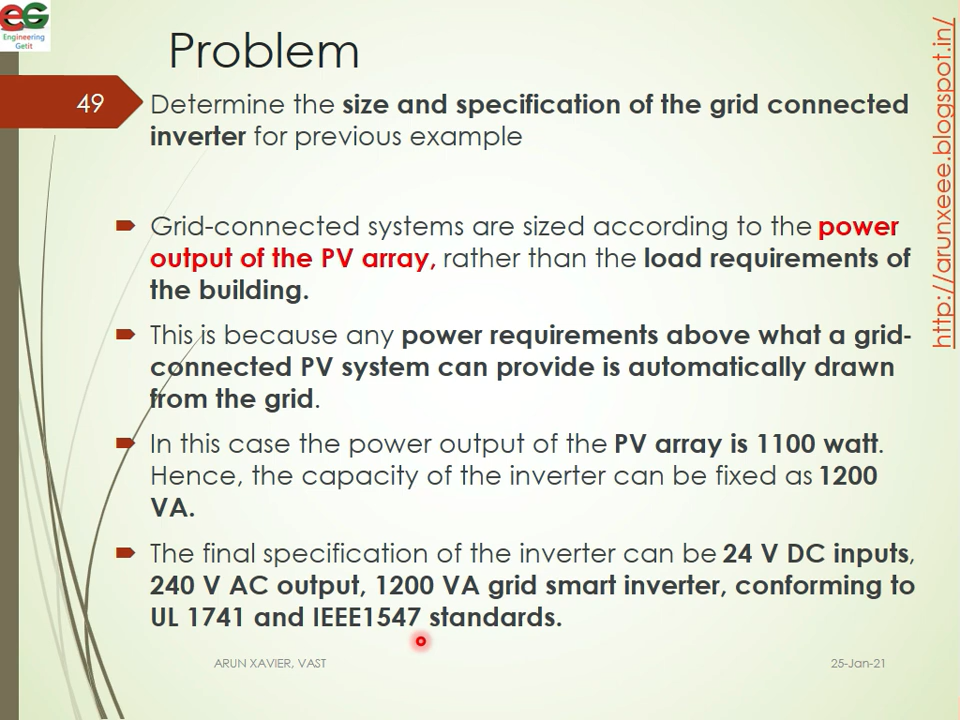 EG
Engineering
Getit
Problem
49
Determine the size and specification of the grid connected
inverter for previous example
Grid-connected systems are sized according to the power
output of the PV array, rather than the load requirements of
the building.
This is because any power requirements above what a grid-
connected PV system can provide is automatically drawn
from the grid.
In this case the power output of the PV array is 1100 watt.
Hence, the capacity of the inverter can be fixed as 1200
VA.
The final specification of the inverter can be 24 V DC inputs,
240 V AC output, 1200 VA grid smart inverter, conforming to
UL 1741 and IEEE1547 standards.
ARUN XAVIER, VAST
25-Jan-21
http://arunxeee.blogspot.in/